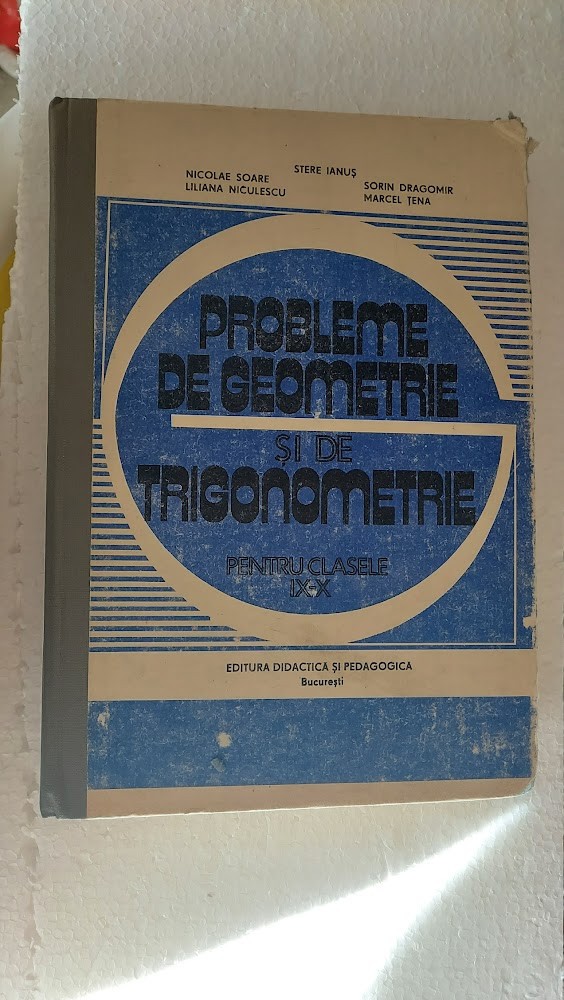 STERE IANUȘ
NICOLAE SOARE SORIN DRAGOMIR
LILIANA NICULESCU MARCEL ȚENA
PROBLEME
DE GEOMETRIE
ȘI DE
TRIGONOMETRIE
PENTRU CLASELE
IX-X
EDITURA DIDACTICĂ ȘI PEDAGOGICĂ
București